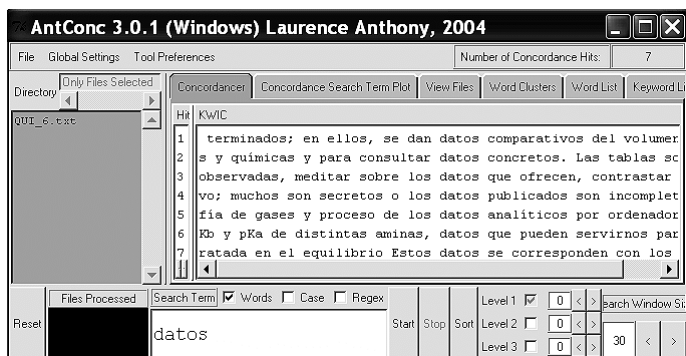 AntConc 3.0.1 (Windows) Laurence Anthony, 2004
File Global Settings Tool Preferences Number of Concordance Hits: 7
Directory Only Files Selected Concordancer Concordance Search Term Plot View Files Word Clusters Word List Keyword Li
QUI_6.txt
Hit KWIC
1 terminados; en ellos, se dan datos comparativos del volumen
2 s y químicas y para consultar datos concretos. Las tablas so
3 observadas, meditar sobre los datos que ofrecen, contrastar
4 vo; muchos son secretos o los datos publicados son incomplet
5 fía de gases y proceso de los datos analíticos por ordenador
6 Kb y pKa de distintas aminas, datos que pueden servirnos par
7 ratada en el equilibrio Estos datos se corresponden con los
Files Processed Search Term Words Case Regex Level 1 0 < > earch Window Siz
Reset datos Start Stop Sort Level 2 0 < > 30 < >
Level 3 0 < >